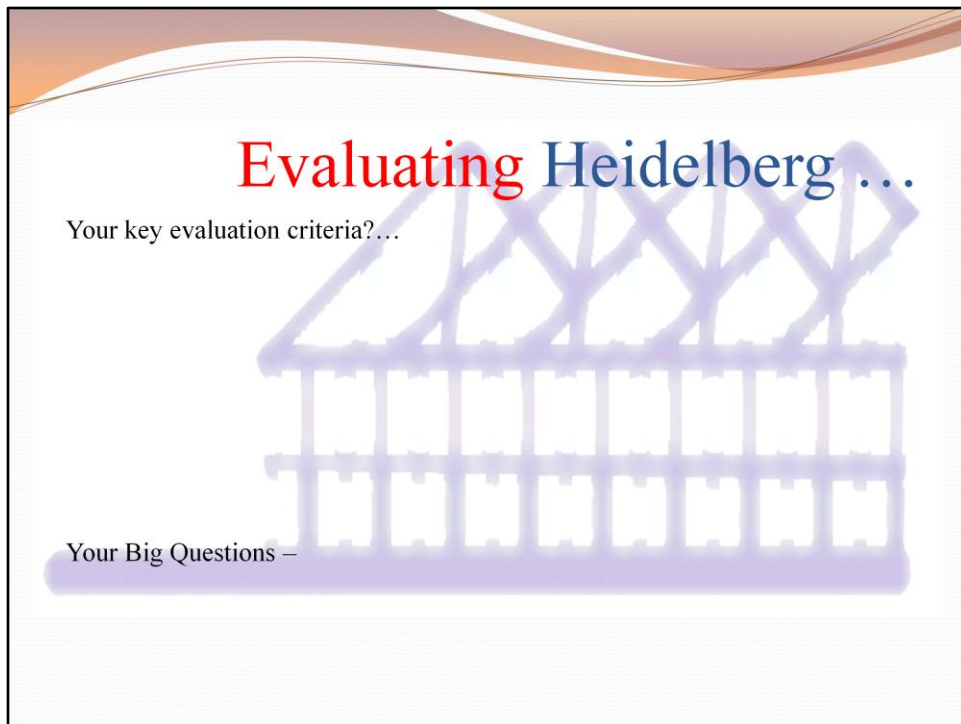 Evaluating Heidelberg …
Your key evaluation criteria?…
Your Big Questions –